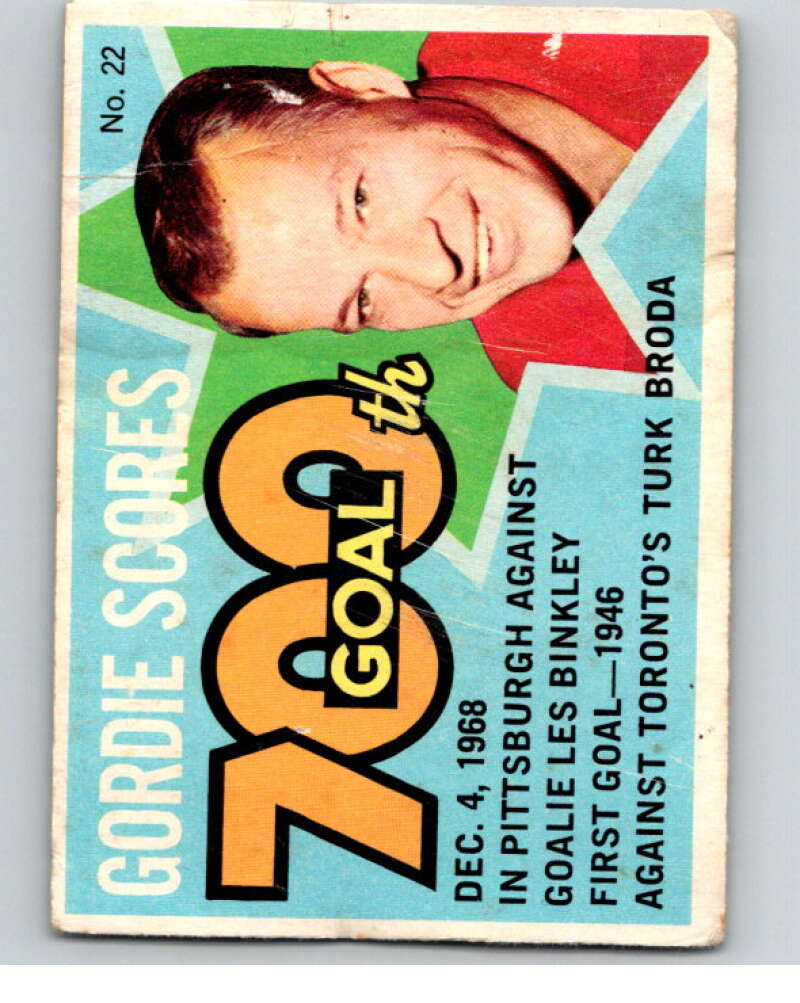 No. 22
GORDIE SCORES
700th
GOAL
DEC. 4, 1968
IN PITTSBURGH AGAINST
GOALIE LES BINKLEY
FIRST GOAL—1946
AGAINST TORONTO'S TURK BRODA